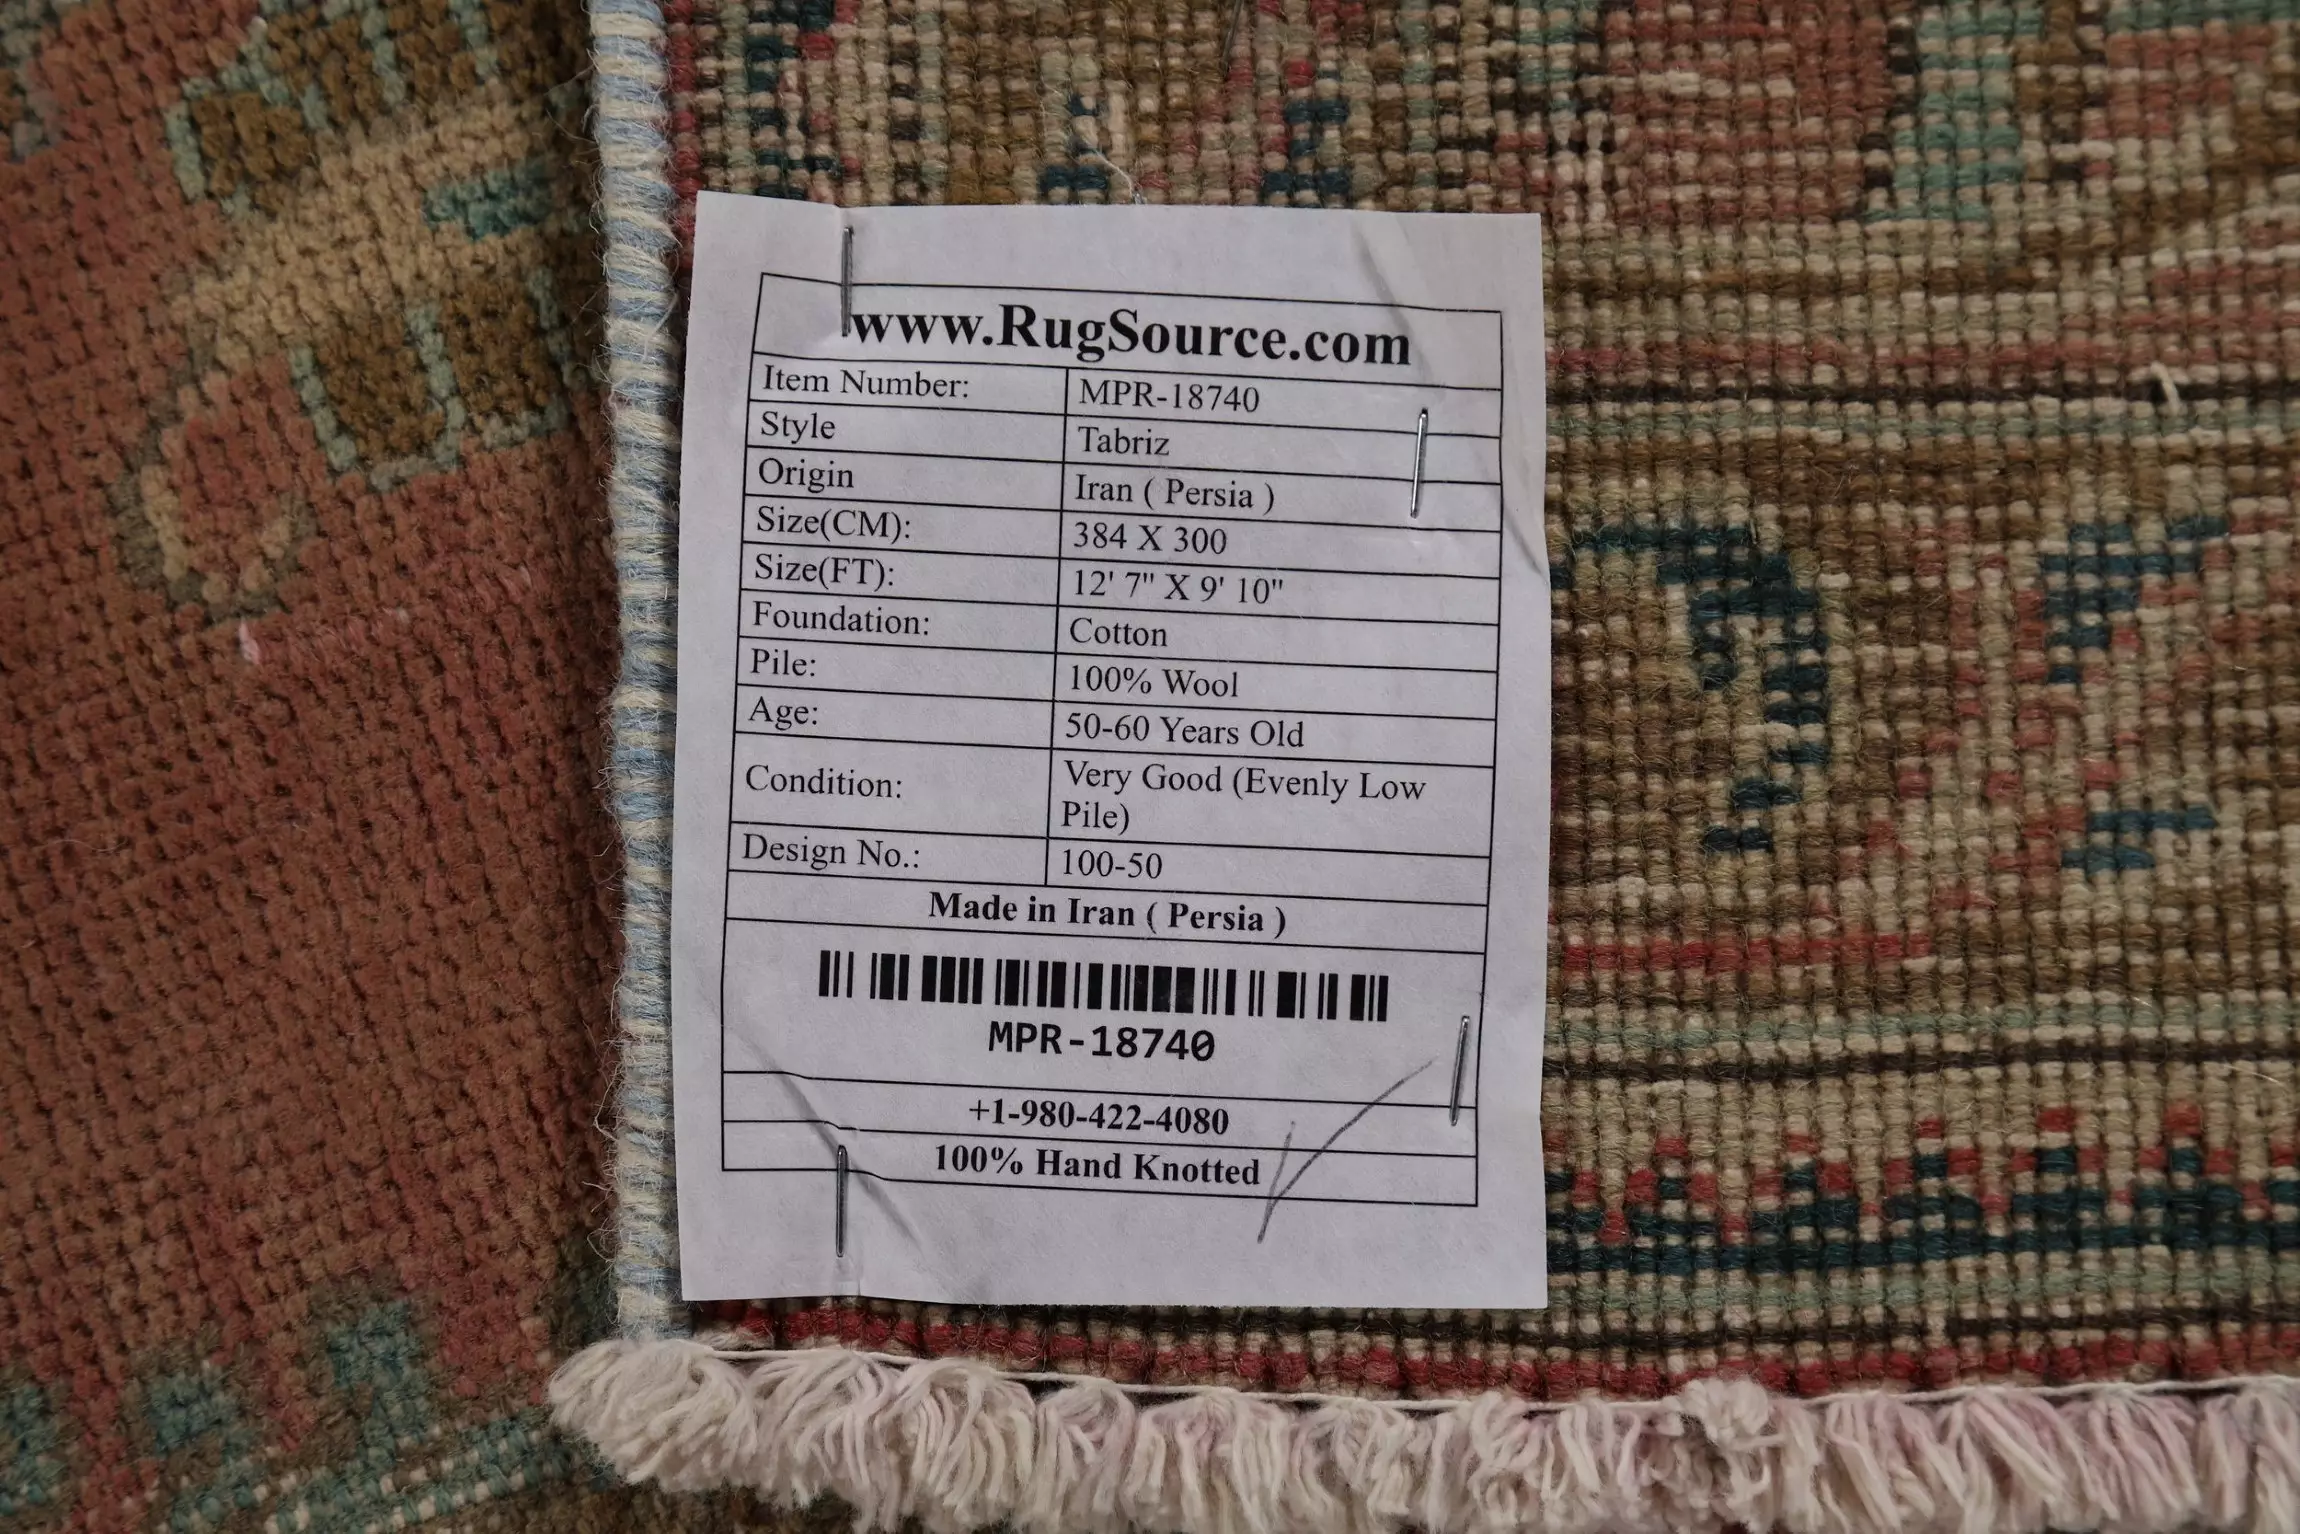 www.RugSource.com
Item Number: MPR-18740
Style Tabriz
Origin Iran ( Persia )
Size(CM): 384 X 300
Size(FT): 12' 7" X 9' 10"
Foundation: Cotton
Pile: 100% Wool
Age: 50-60 Years Old
Condition: Very Good (Evenly Low
Pile)
Design No.: 100-50
Made in Iran ( Persia )
MPR-18740
+1-980-422-4080
100% Hand Knotted